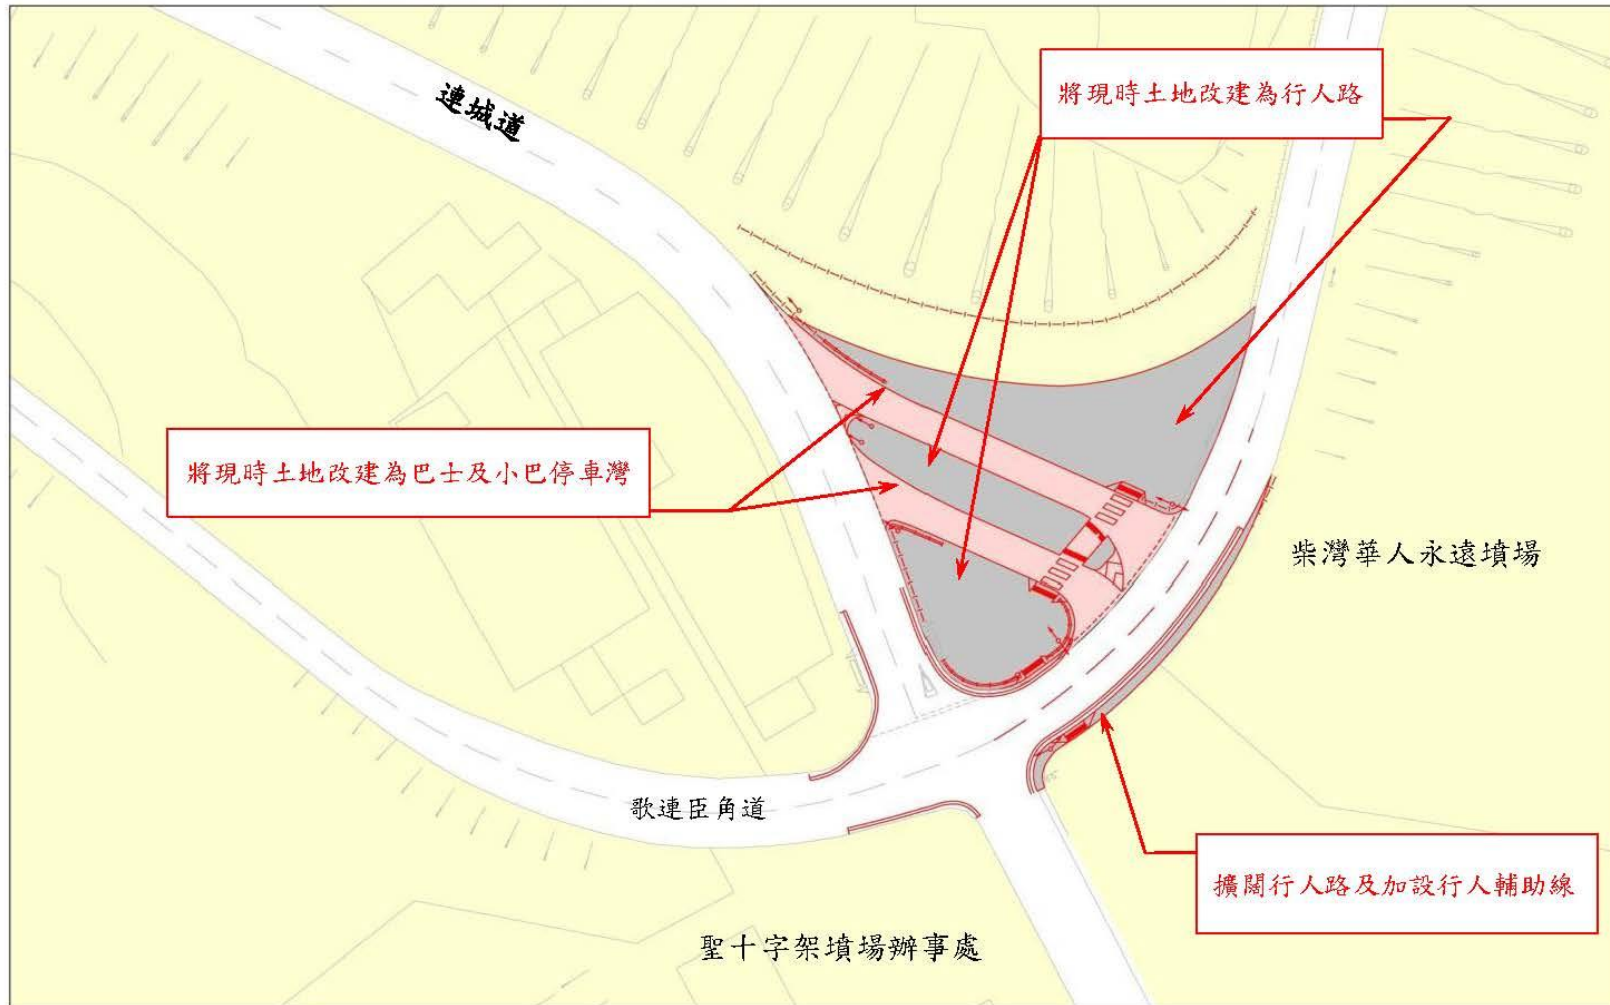 連城道
將現時土地改建為行人路
將現時土地改建為巴士及小巴停車灣
柴灣華人永遠墳場
歌連臣角道
擴闊行人路及加設行人輔助線
聖十字架墳場辦事處